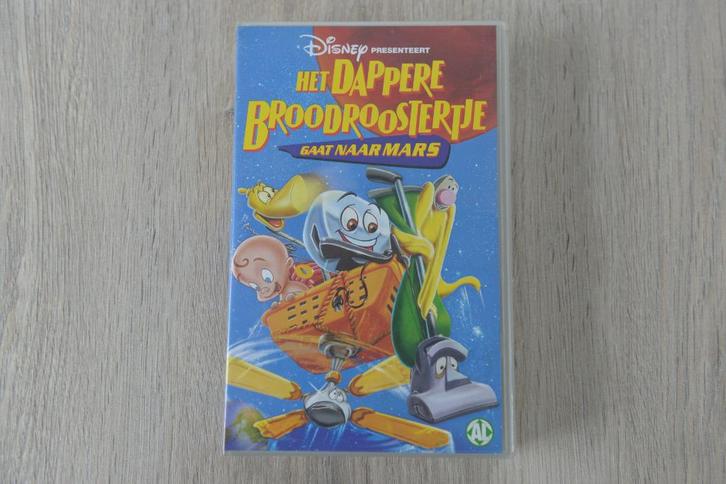 Disney PRESENTEERT
HET DAPPERE
BROODROOSTERTJE
GAAT NAAR MARS
AL